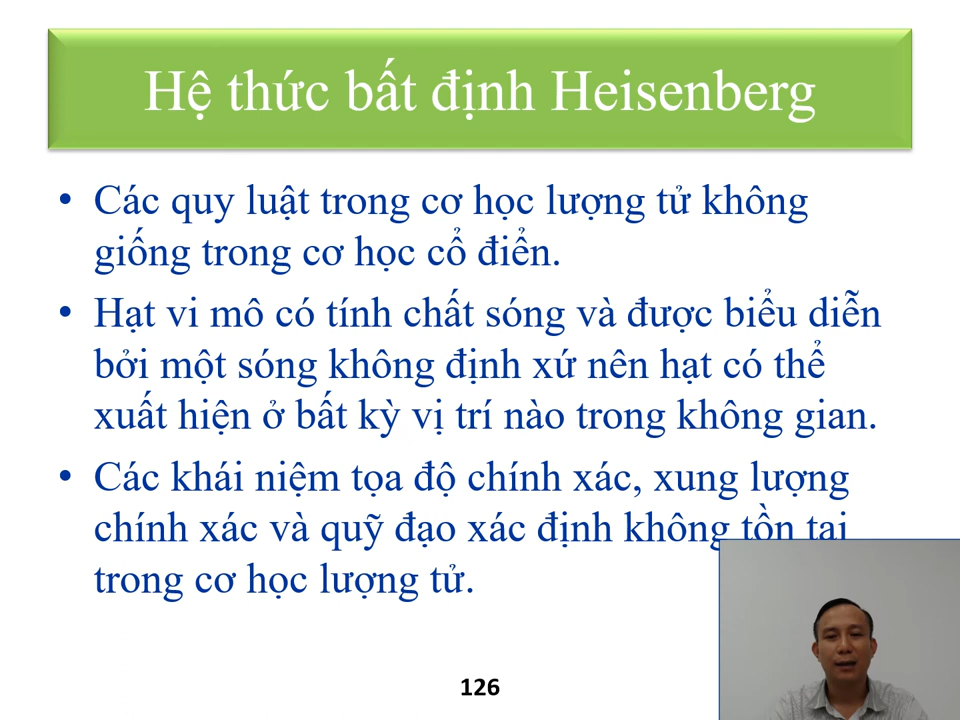 Hệ thức bất định Heisenberg
• Các quy luật trong cơ học lượng tử không
giống trong cơ học cổ điển.
• Hạt vi mô có tính chất sóng và được biểu diễn
bởi một sóng không định xứ nên hạt có thể
xuất hiện ở bất kỳ vị trí nào trong không gian.
• Các khái niệm tọa độ chính xác, xung lượng
chính xác và quỹ đạo xác định không tồn tại
trong cơ học lượng tử.
126